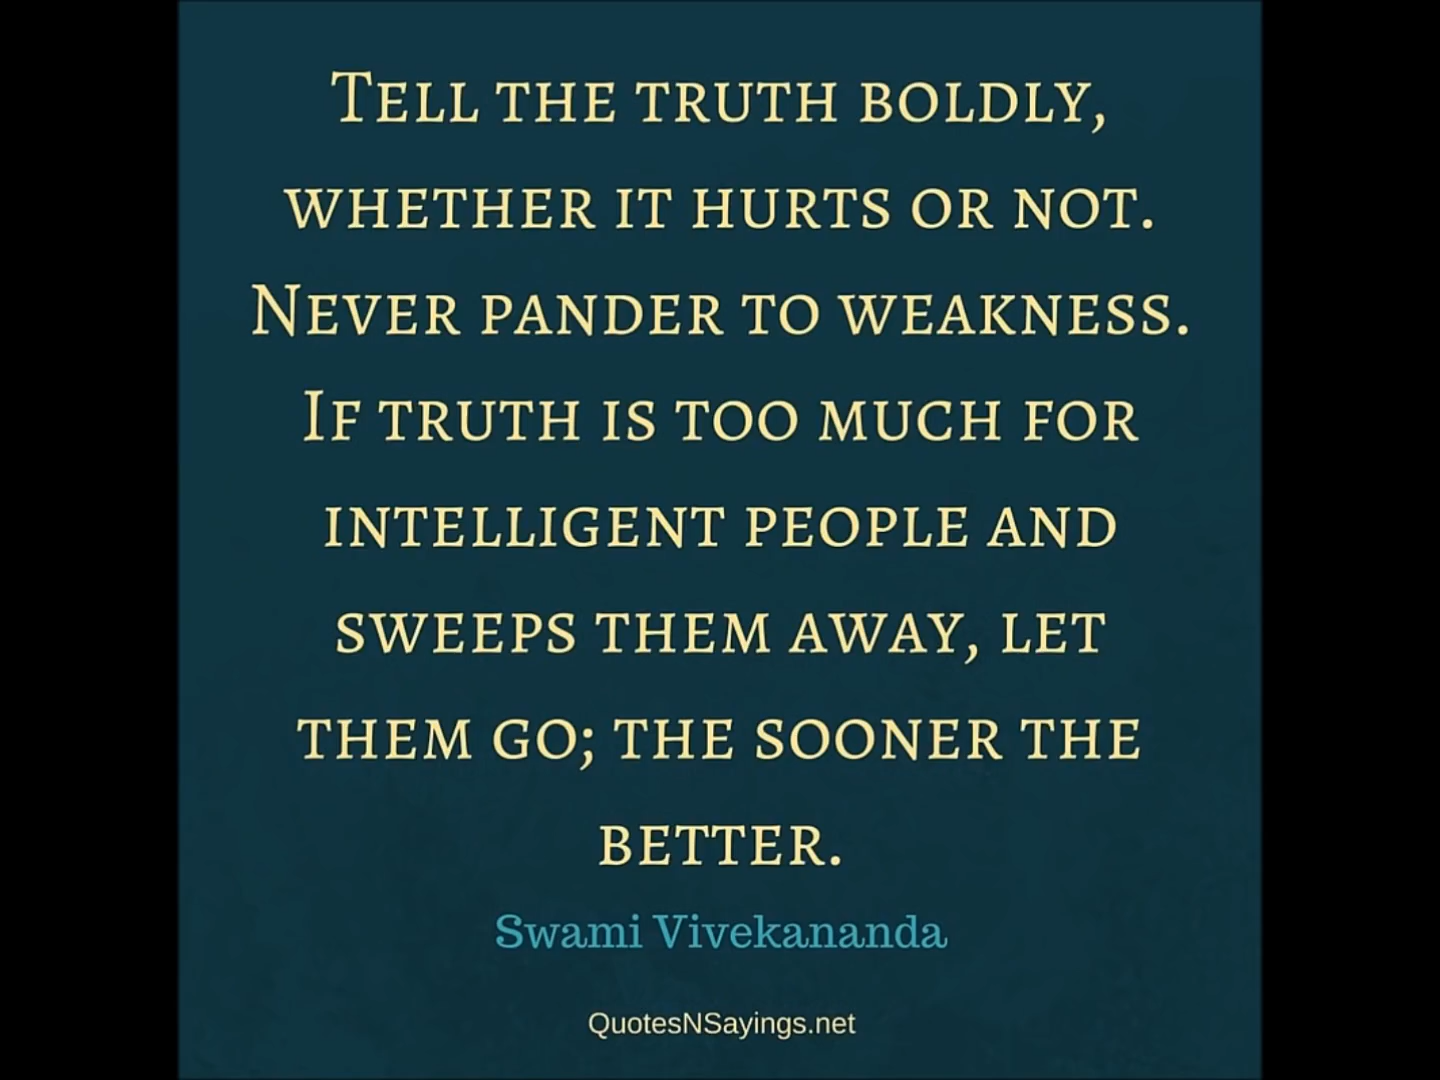 Tell the truth boldly,
whether it hurts or not.
Never pander to weakness.
If truth is too much for
intelligent people and
sweeps them away, let
them go; the sooner the
better.
Swami Vivekananda
QuotesNSayings.net